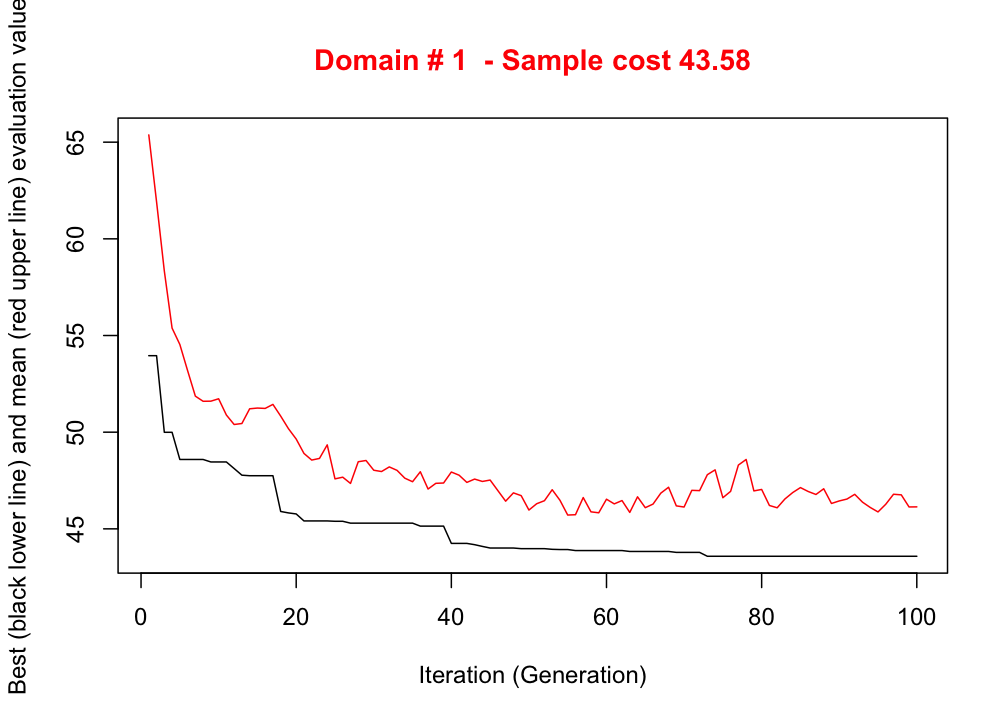 Domain # 1  - Sample cost 43.58
Best (black lower line) and mean (red upper line) evaluation value
65
60
55
50
45
0 20 40 60 80 100
Iteration (Generation)